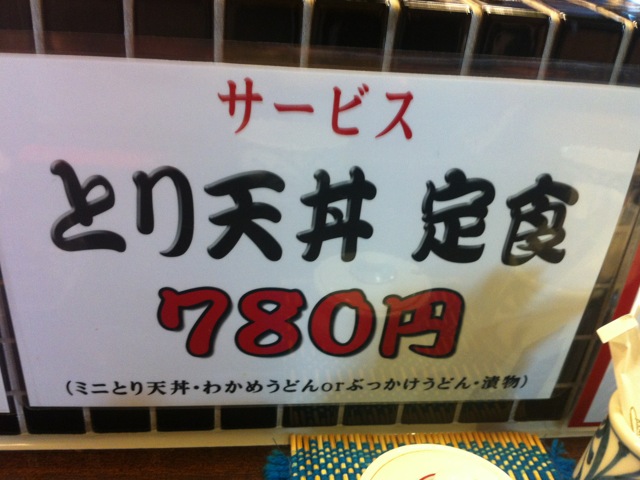 サービス
とり天丼 定食
780円
(ミニとり天丼・わかめうどんorぶっかけうどん・漬物)